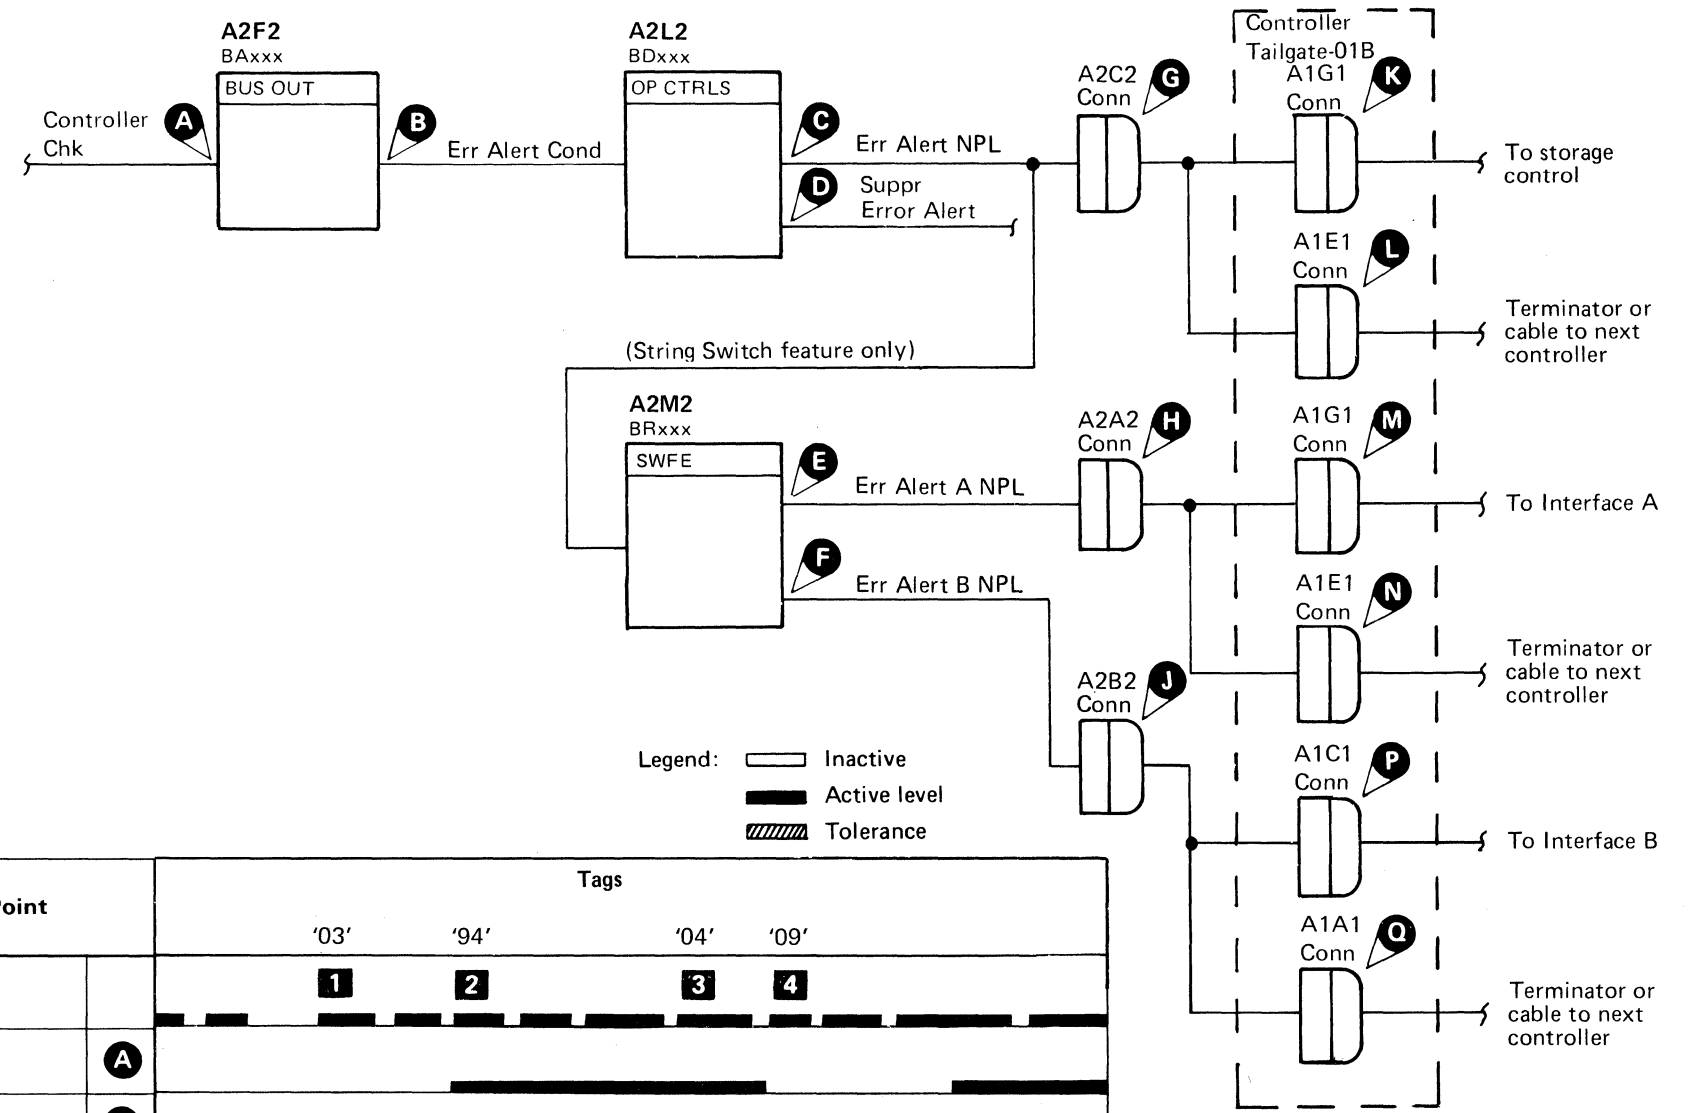 A2F2
BAxxx
BUS OUT
Controller
Chk
A
B
Err Alert Cond
A2L2
BDxxx
OP CTRLS
C
Err Alert NPL
D
Suppr
Error Alert
A2C2
Conn
G
Controller
Tailgate-01B
A1G1
Conn
K
To storage
control
A1E1
Conn
L
Terminator or
cable to next
controller
(String Switch feature only)
A2M2
BRxxx
SWFE
E
Err Alert A NPL
F
Err Alert B NPL
A2A2
Conn
H
A1G1
Conn
M
To Interface A
A1E1
Conn
N
Terminator or
cable to next
controller
A2B2
Conn
J
A1C1
Conn
P
To Interface B
A1A1
Conn
Q
Terminator or
cable to next
controller
Legend:
Inactive
Active level
Tolerance
Tags
Point
'03' '94' '04' '09'
1 2 3 4
A